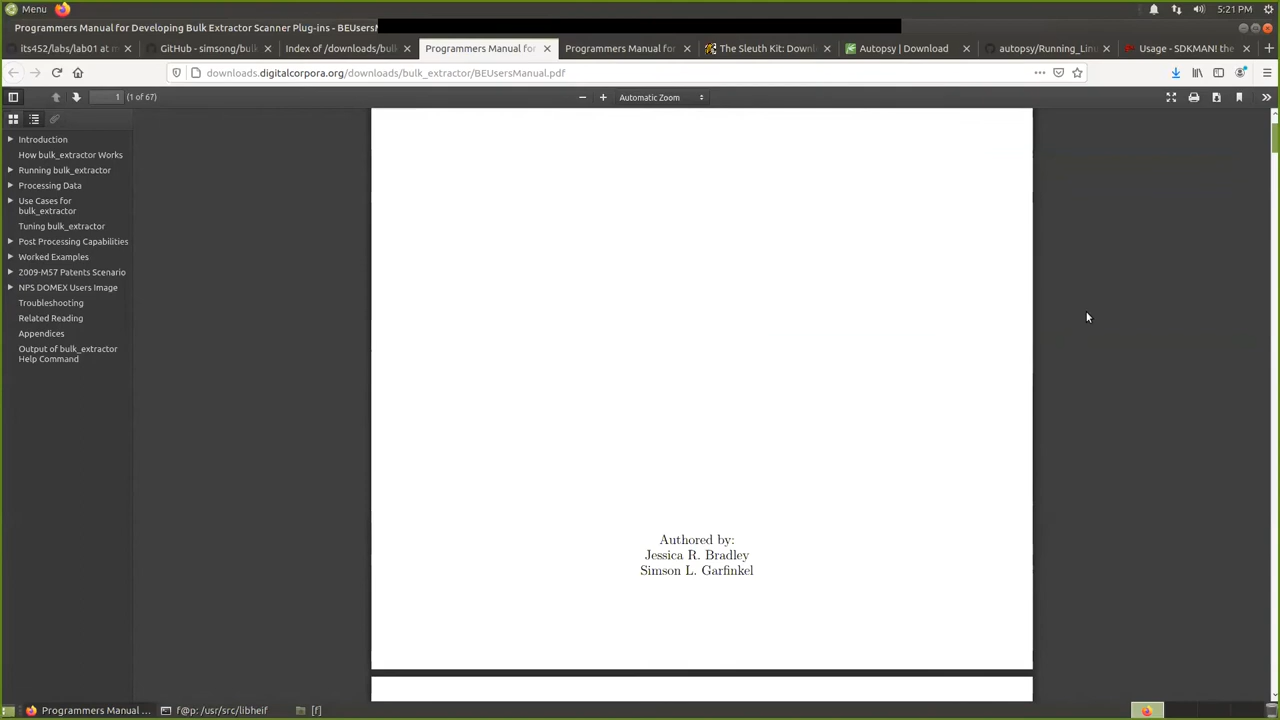 Menu
5:21 PM
Programmers Manual for Developing Bulk Extractor Scanner Plug-ins - BEUsersM
its452/labs/lab01 at m
GitHub - simsong/bulk
Index of /downloads/bulk
Programmers Manual for
Programmers Manual for
The Sleuth Kit: Downl
Autopsy | Download
autopsy/Running_Linu
Usage - SDKMAN! the
downloads.digitalcorpora.org/downloads/bulk_extractor/BEUsersManual.pdf
1
(1 of 67)
Automatic Zoom
Introduction
How bulk_extractor Works
Running bulk_extractor
Processing Data
Use Cases for
bulk_extractor
Tuning bulk_extractor
Post Processing Capabilities
Worked Examples
2009-M57 Patents Scenario
NPS DOMEX Users Image
Troubleshooting
Related Reading
Appendices
Output of bulk_extractor
Help Command
Authored by:
Jessica R. Bradley
Simson L. Garfinkel
Programmers Manual ...
f@p: /usr/src/libheif
[f]